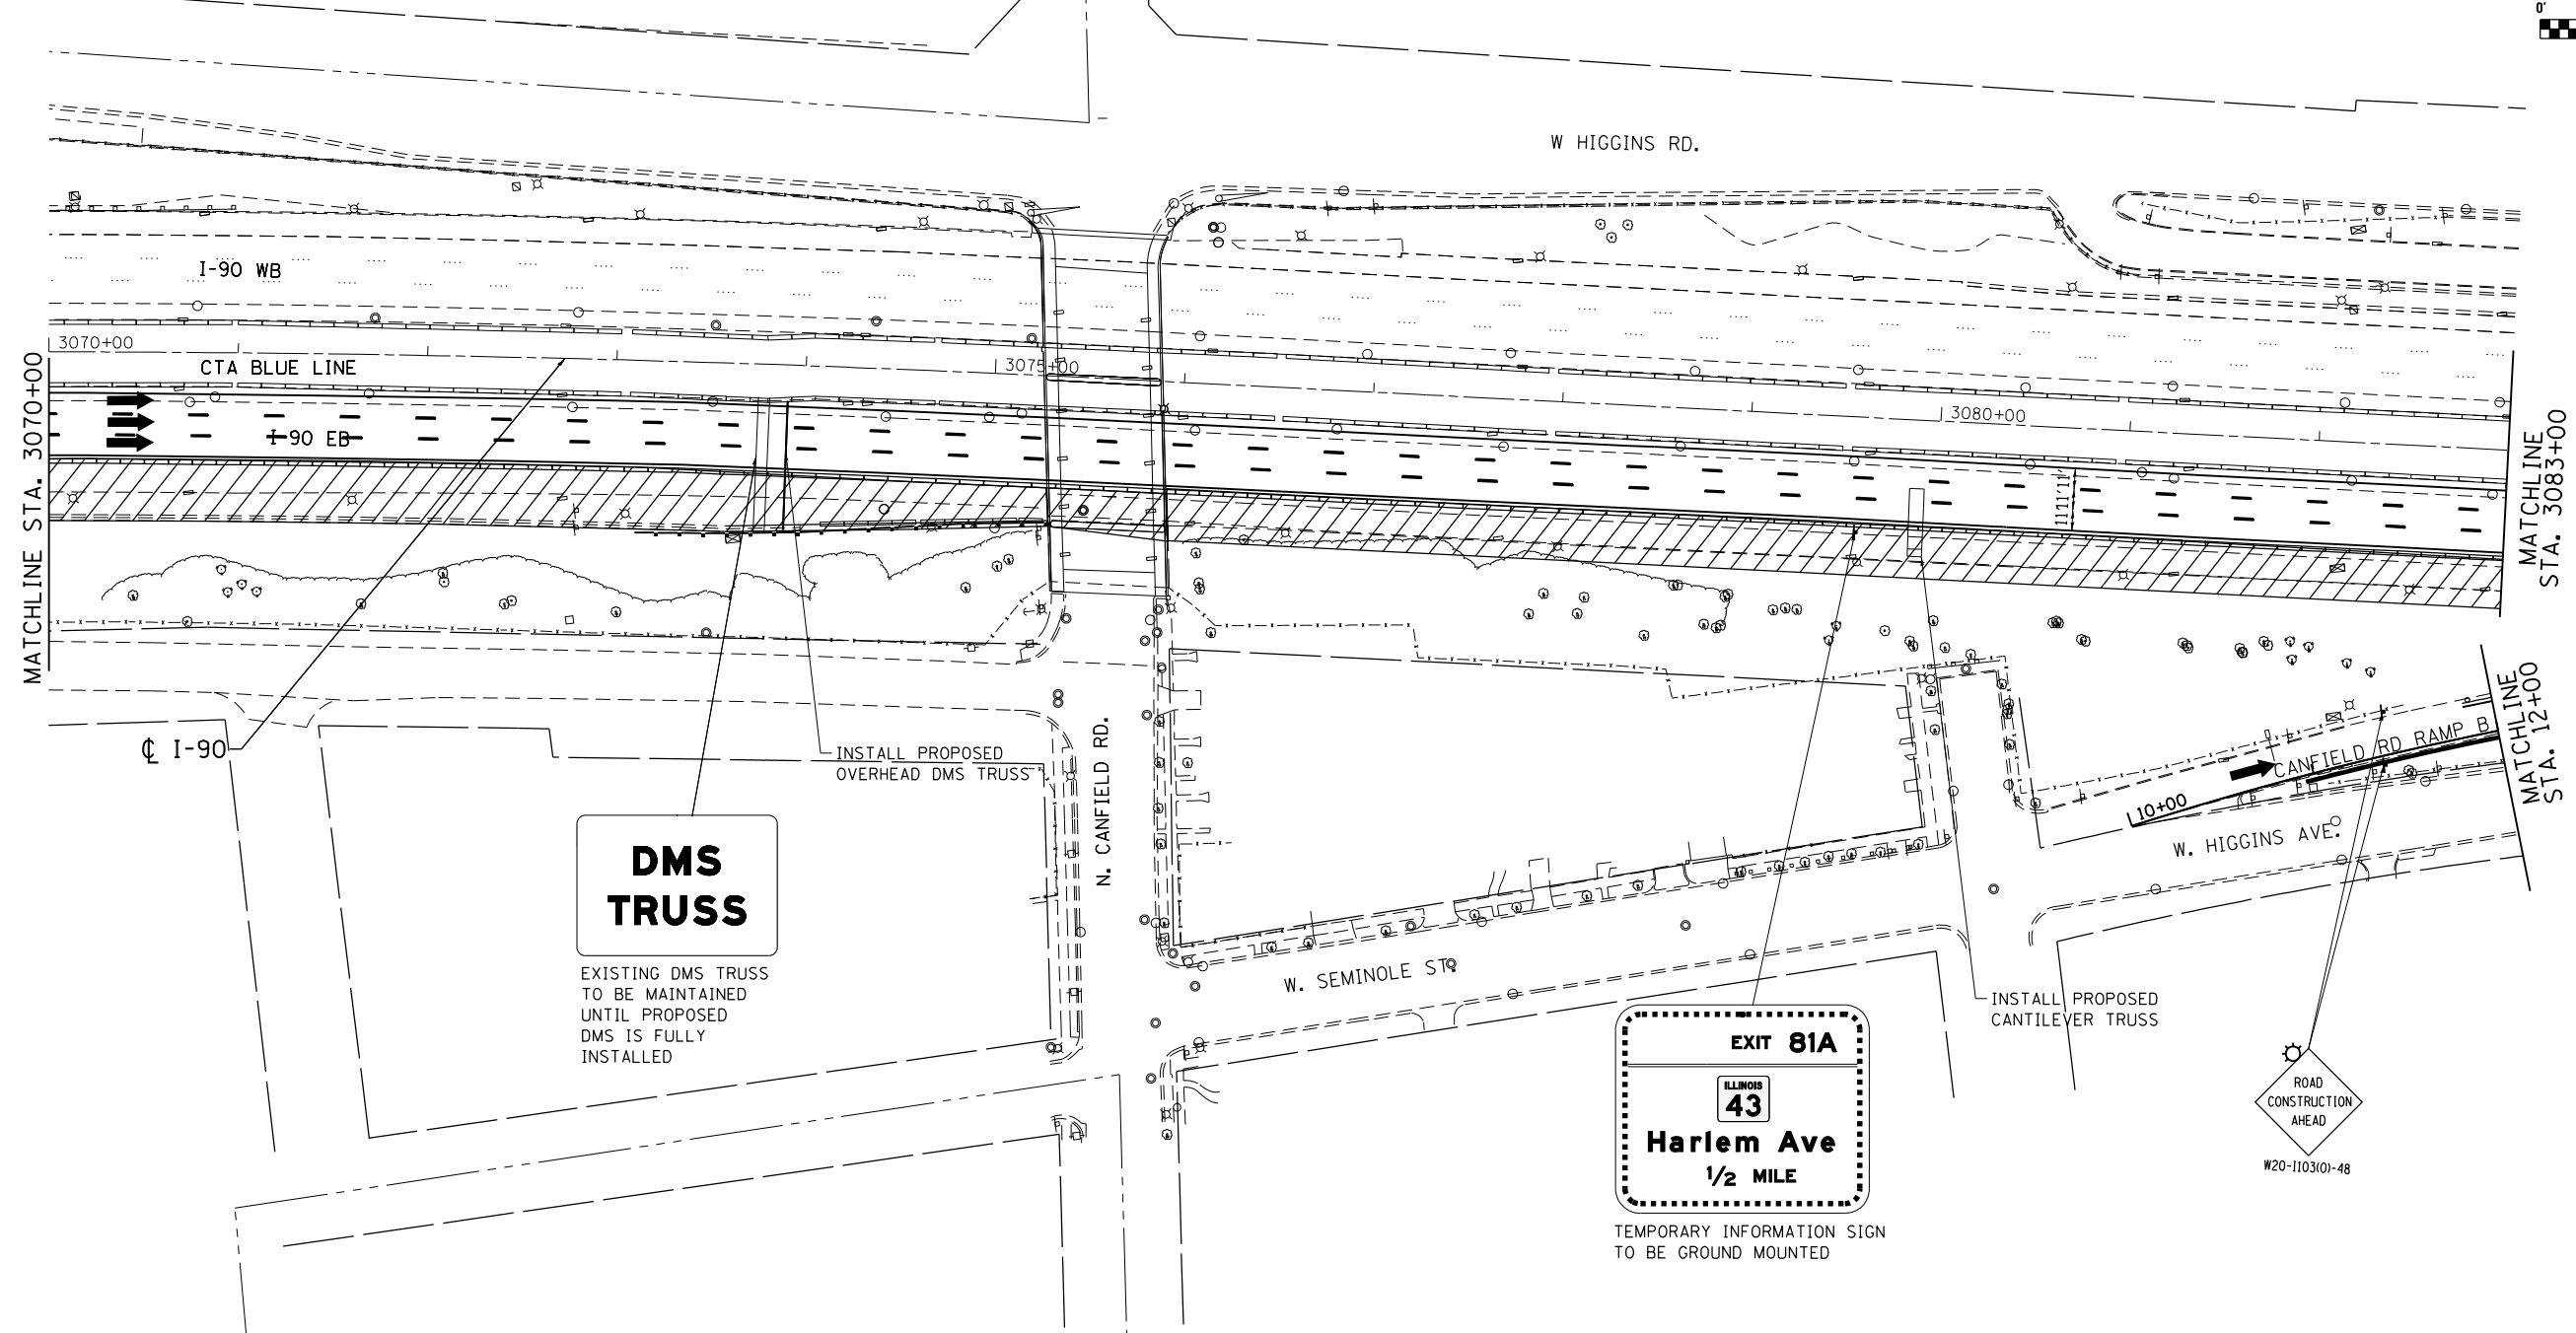 0'
W HIGGINS RD.
I-90 WB
3070+00
CTA BLUE LINE
3075+00
3080+00
I-90 EB
MATCHLINE STA. 3070+00
MATCHLINE
STA. 3083+00
11'11'11'
℄ I-90
INSTALL PROPOSED
OVERHEAD DMS TRUSS
N. CANFIELD RD.
DMS
TRUSS
EXISTING DMS TRUSS
TO BE MAINTAINED
UNTIL PROPOSED
DMS IS FULLY
INSTALLED
MATCHLINE
STA. 12+00
CANFIELD RD RAMP B
10+00
W. HIGGINS AVE.
W. SEMINOLE ST.
INSTALL PROPOSED
CANTILEVER TRUSS
EXIT 81A
ILLINOIS
43
Harlem Ave
1/2 MILE
TEMPORARY INFORMATION SIGN
TO BE GROUND MOUNTED
ROAD
CONSTRUCTION
AHEAD
W20-1103(0)-48